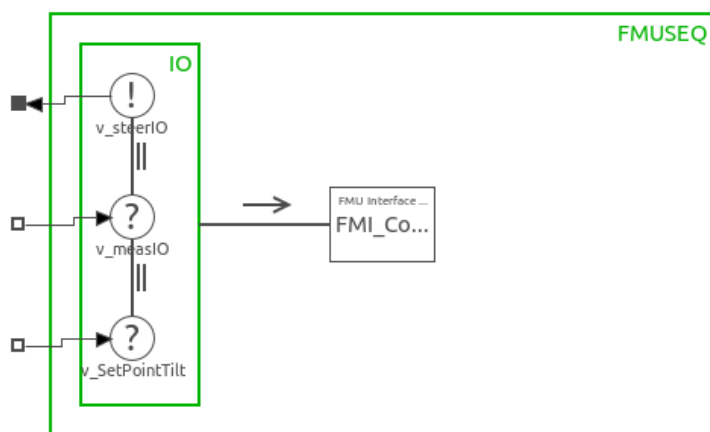 FMUSEQ
IO
!
v_steerIO
||
?
v_measIO
||
?
v_SetPointTilt
FMU Interface ...
FMI_Co...